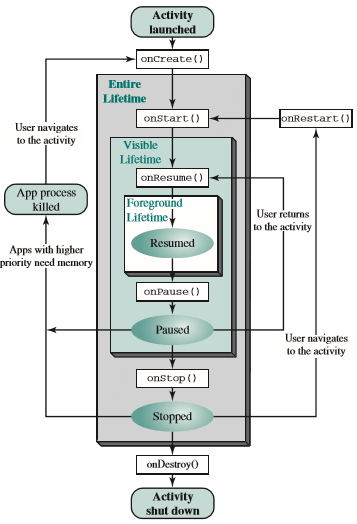 Activity
launched
onCreate()
Entire
Lifetime
onStart()
onRestart()
User navigates
to the activity
Visible
Lifetime
onResume()
App process
killed
Foreground
Lifetime
Resumed
User returns
to the activity
Apps with higher
priority need memory
onPause()
Paused
User navigates
to the activity
onStop()
Stopped
onDestroy()
Activity
shut down